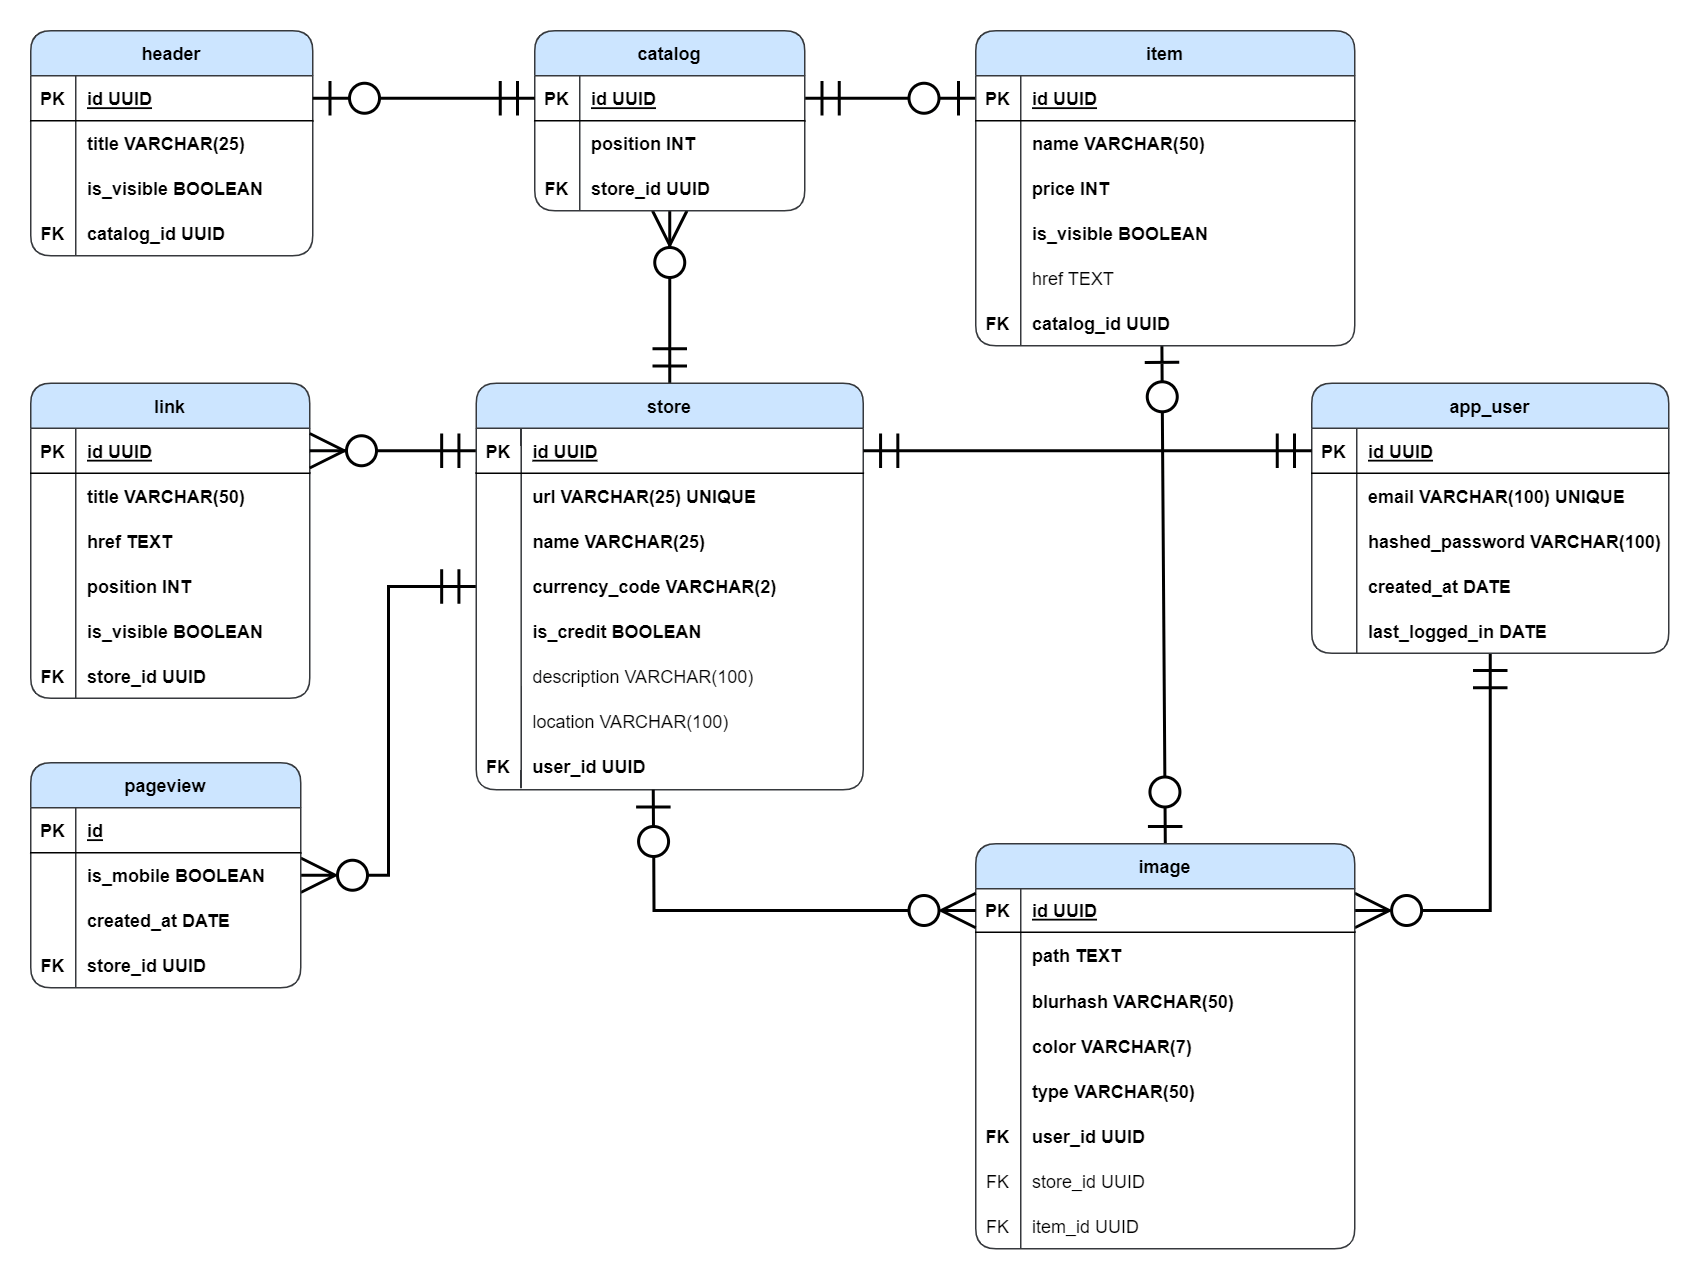 header
PK id UUID
title VARCHAR(25)
is_visible BOOLEAN
FK catalog_id UUID
catalog
PK id UUID
position INT
FK store_id UUID
item
PK id UUID
name VARCHAR(50)
price INT
is_visible BOOLEAN
href TEXT
FK catalog_id UUID
link
PK id UUID
title VARCHAR(50)
href TEXT
position INT
is_visible BOOLEAN
FK store_id UUID
store
PK id UUID
url VARCHAR(25) UNIQUE
name VARCHAR(25)
currency_code VARCHAR(2)
is_credit BOOLEAN
description VARCHAR(100)
location VARCHAR(100)
FK user_id UUID
app_user
PK id UUID
email VARCHAR(100) UNIQUE
hashed_password VARCHAR(100)
created_at DATE
last_logged_in DATE
pageview
PK id
is_mobile BOOLEAN
created_at DATE
FK store_id UUID
image
PK id UUID
path TEXT
blurhash VARCHAR(50)
color VARCHAR(7)
type VARCHAR(50)
FK user_id UUID
FK store_id UUID
FK item_id UUID